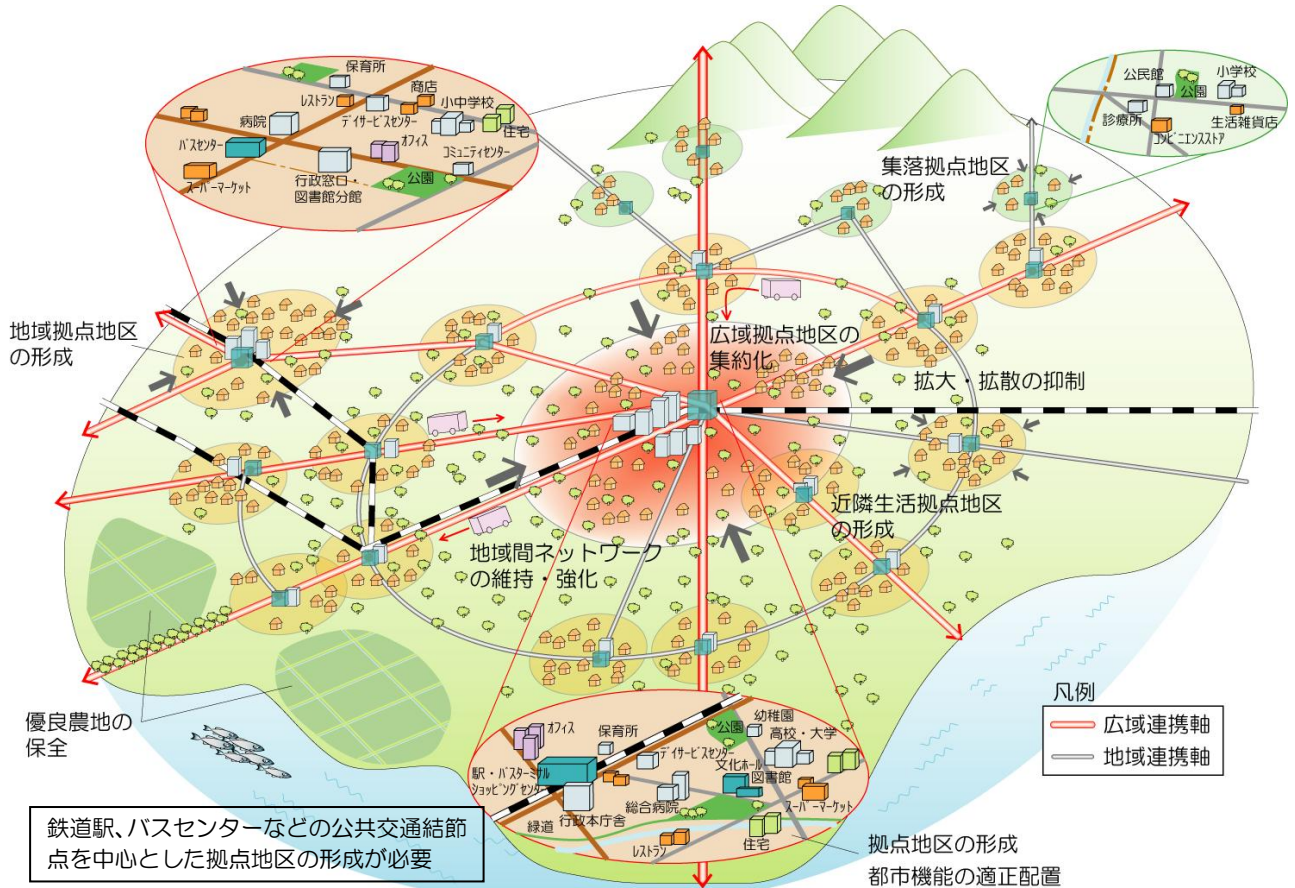 保育所
商店
レストラン
小中学校
病院
デイサービスセンター
住宅
バスセンター
オフィス
コミュニティセンター
スーパーマーケット
行政窓口・
図書館分館
公園
公民館
小学校
公園
診療所
生活雑貨店
コンビニエンスストア
集落拠点地区
の形成
地域拠点地区
の形成
広域拠点地区の
集約化
拡大・拡散の抑制
近隣生活拠点地区
の形成
地域間ネットワーク
の維持・強化
優良農地の
保全
凡例
広域連携軸
地域連携軸
オフィス
保育所
公園
幼稚園
高校・大学
デイサービスセンター
文化ホール
図書館
駅・バスターミナル
ショッピングセンター
総合病院
スーパーマーケット
行政本庁舎
緑道
レストラン
住宅
拠点地区の形成
都市機能の適正配置
鉄道駅、バスセンターなどの公共交通結節
点を中心とした拠点地区の形成が必要